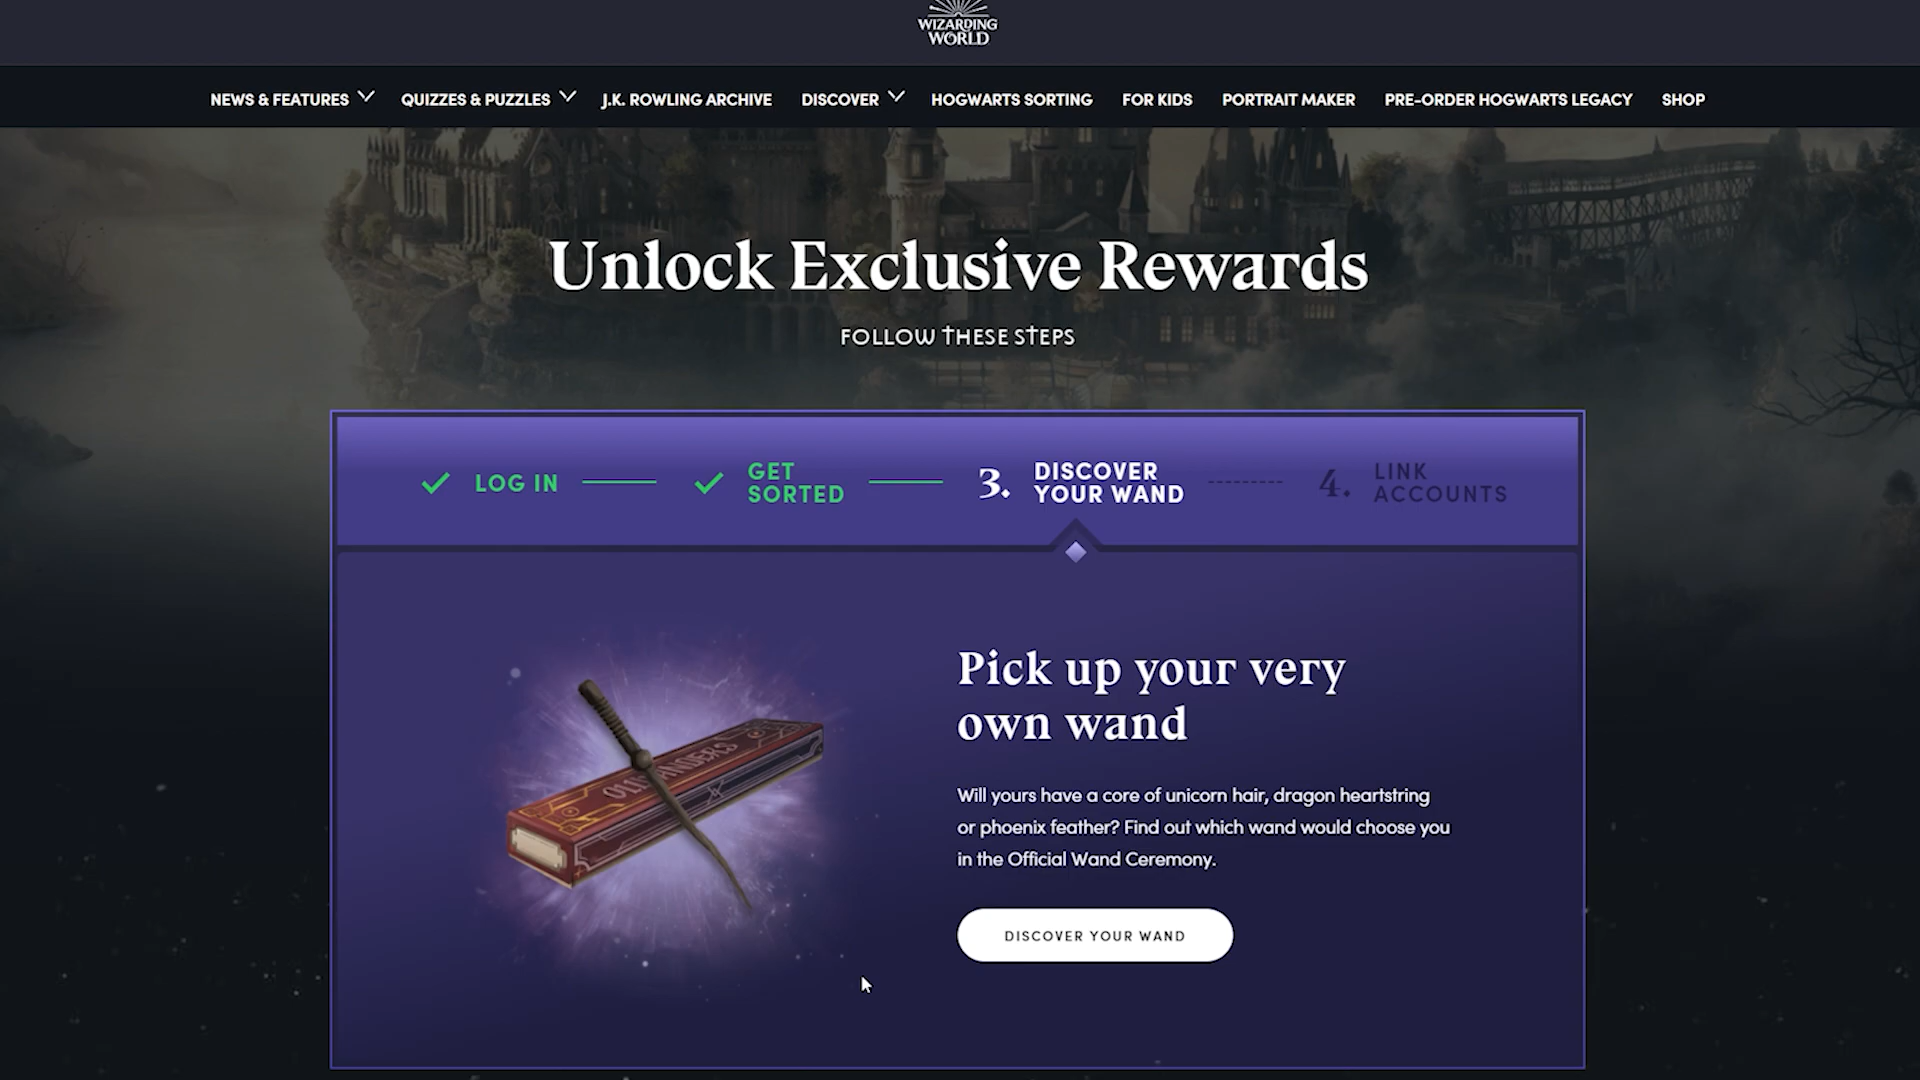 WIZARDING
WORLD
NEWS & FEATURES QUIZZES & PUZZLES J.K. ROWLING ARCHIVE DISCOVER HOGWARTS SORTING FOR KIDS PORTRAIT MAKER PRE-ORDER HOGWARTS LEGACY SHOP
Unlock Exclusive Rewards
FOLLOW THESE STEPS
LOG IN
GET
SORTED
3. DISCOVER
YOUR WAND
4. LINK
ACCOUNTS
OLLIVANDERS
Pick up your very
own wand
Will yours have a core of unicorn hair, dragon heartstring
or phoenix feather? Find out which wand would choose you
in the Official Wand Ceremony.
DISCOVER YOUR WAND